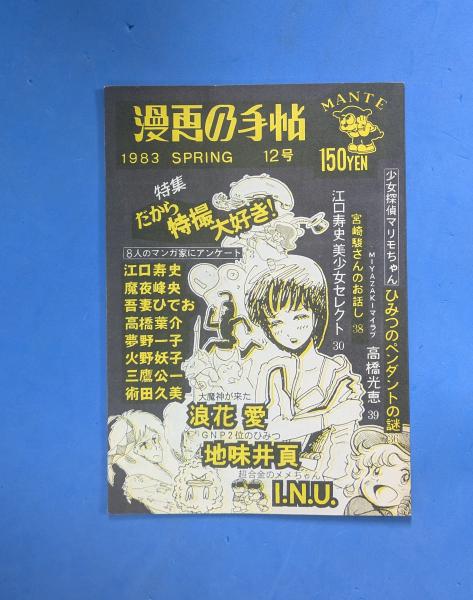 漫画の手帖
MANTE
1983 SPRING 12号
150YEN
特集
だから特撮大好き!
8人のマンガ家にアンケート
江口寿史
魔夜峰央
吾妻ひでお
高橋葉介
夢野一子
火野妖子
三鷹公一
術田久美
少女探偵マリモちゃん
ひみつのペンダントの謎
MIYAZAKIマイラブ
高橋光恵 39
宮崎駿さんのお話し 38
江口寿史美少女セレクト 30
大魔神が来た
浪花 愛
GNP2位のひみつ
地味井頁
超合金のメメちゃん
I.N.U.